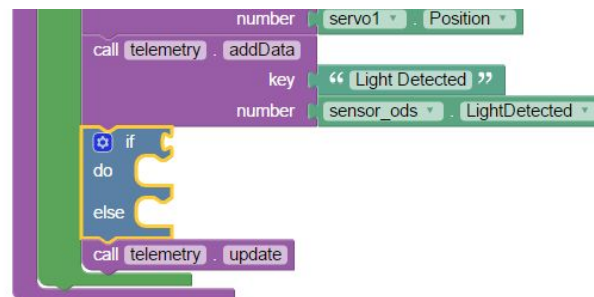 number servo1 . Position
call telemetry . addData
key “ Light Detected ”
number sensor_ods . LightDetected
if
do
else
call telemetry . update